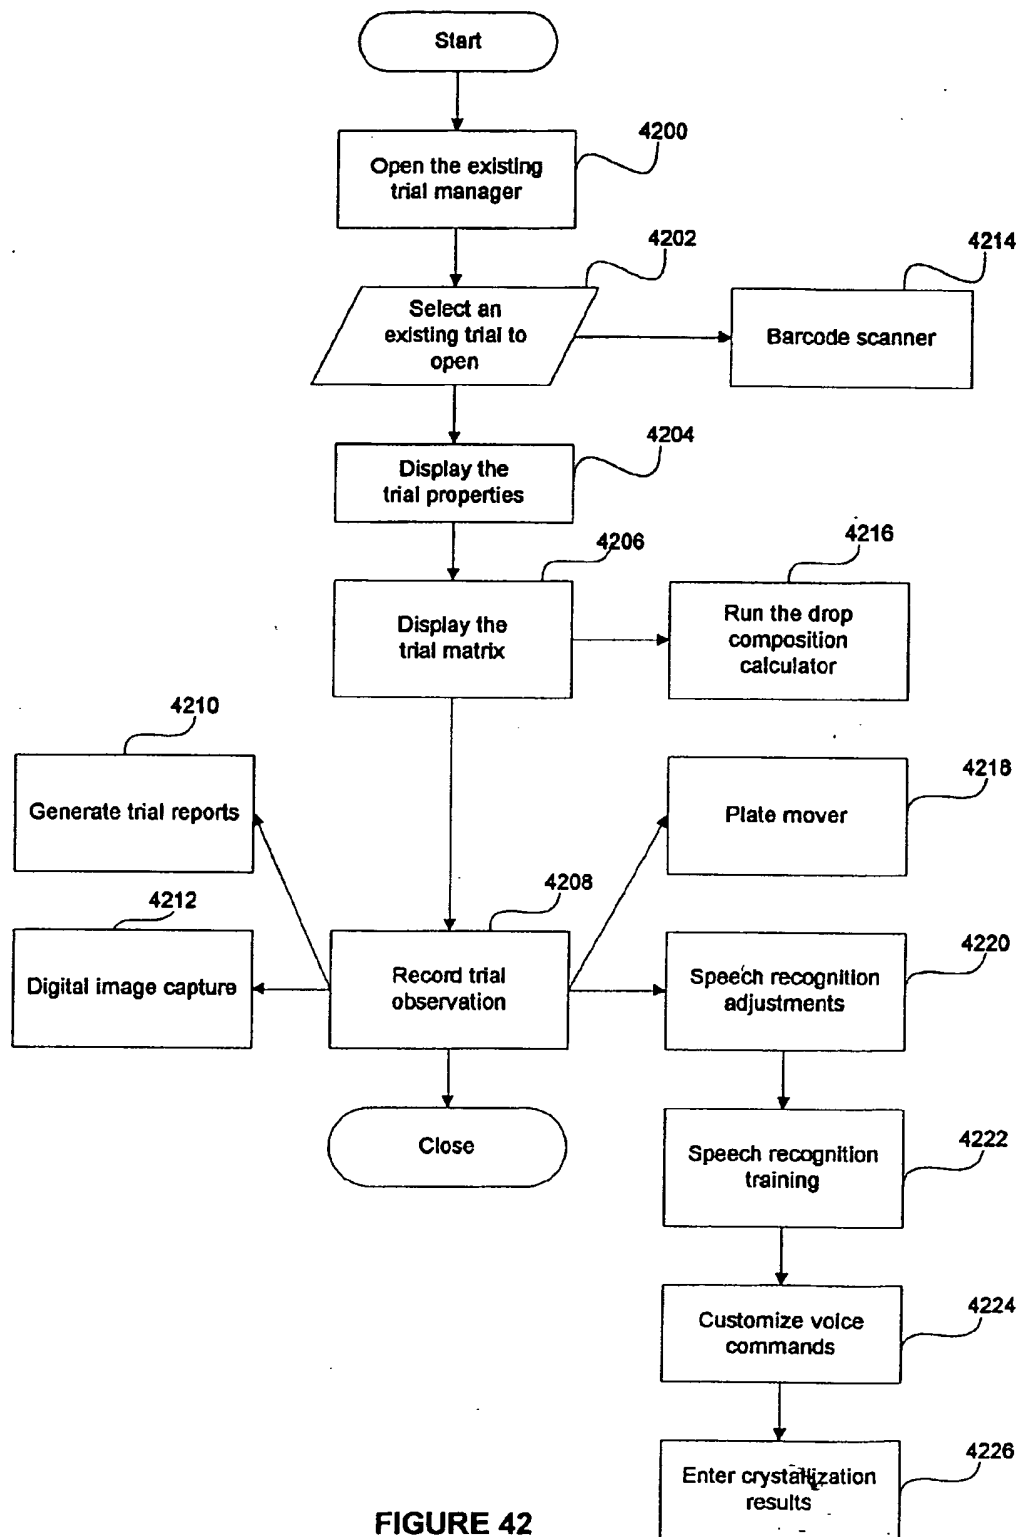 Start
4200
Open the existing
trial manager
4202
4214
Select an
existing trial to
open
Barcode scanner
4204
Display the
trial properties
4206
4216
Display the
trial matrix
Run the drop
composition
calculator
4210
4218
Generate trial reports
Plate mover
4212
4208
4220
Digital image capture
Record trial
observation
Speech recognition
adjustments
Close
4222
Speech recognition
training
4224
Customize voice
commands
4226
Enter crystallization
results
FIGURE 42